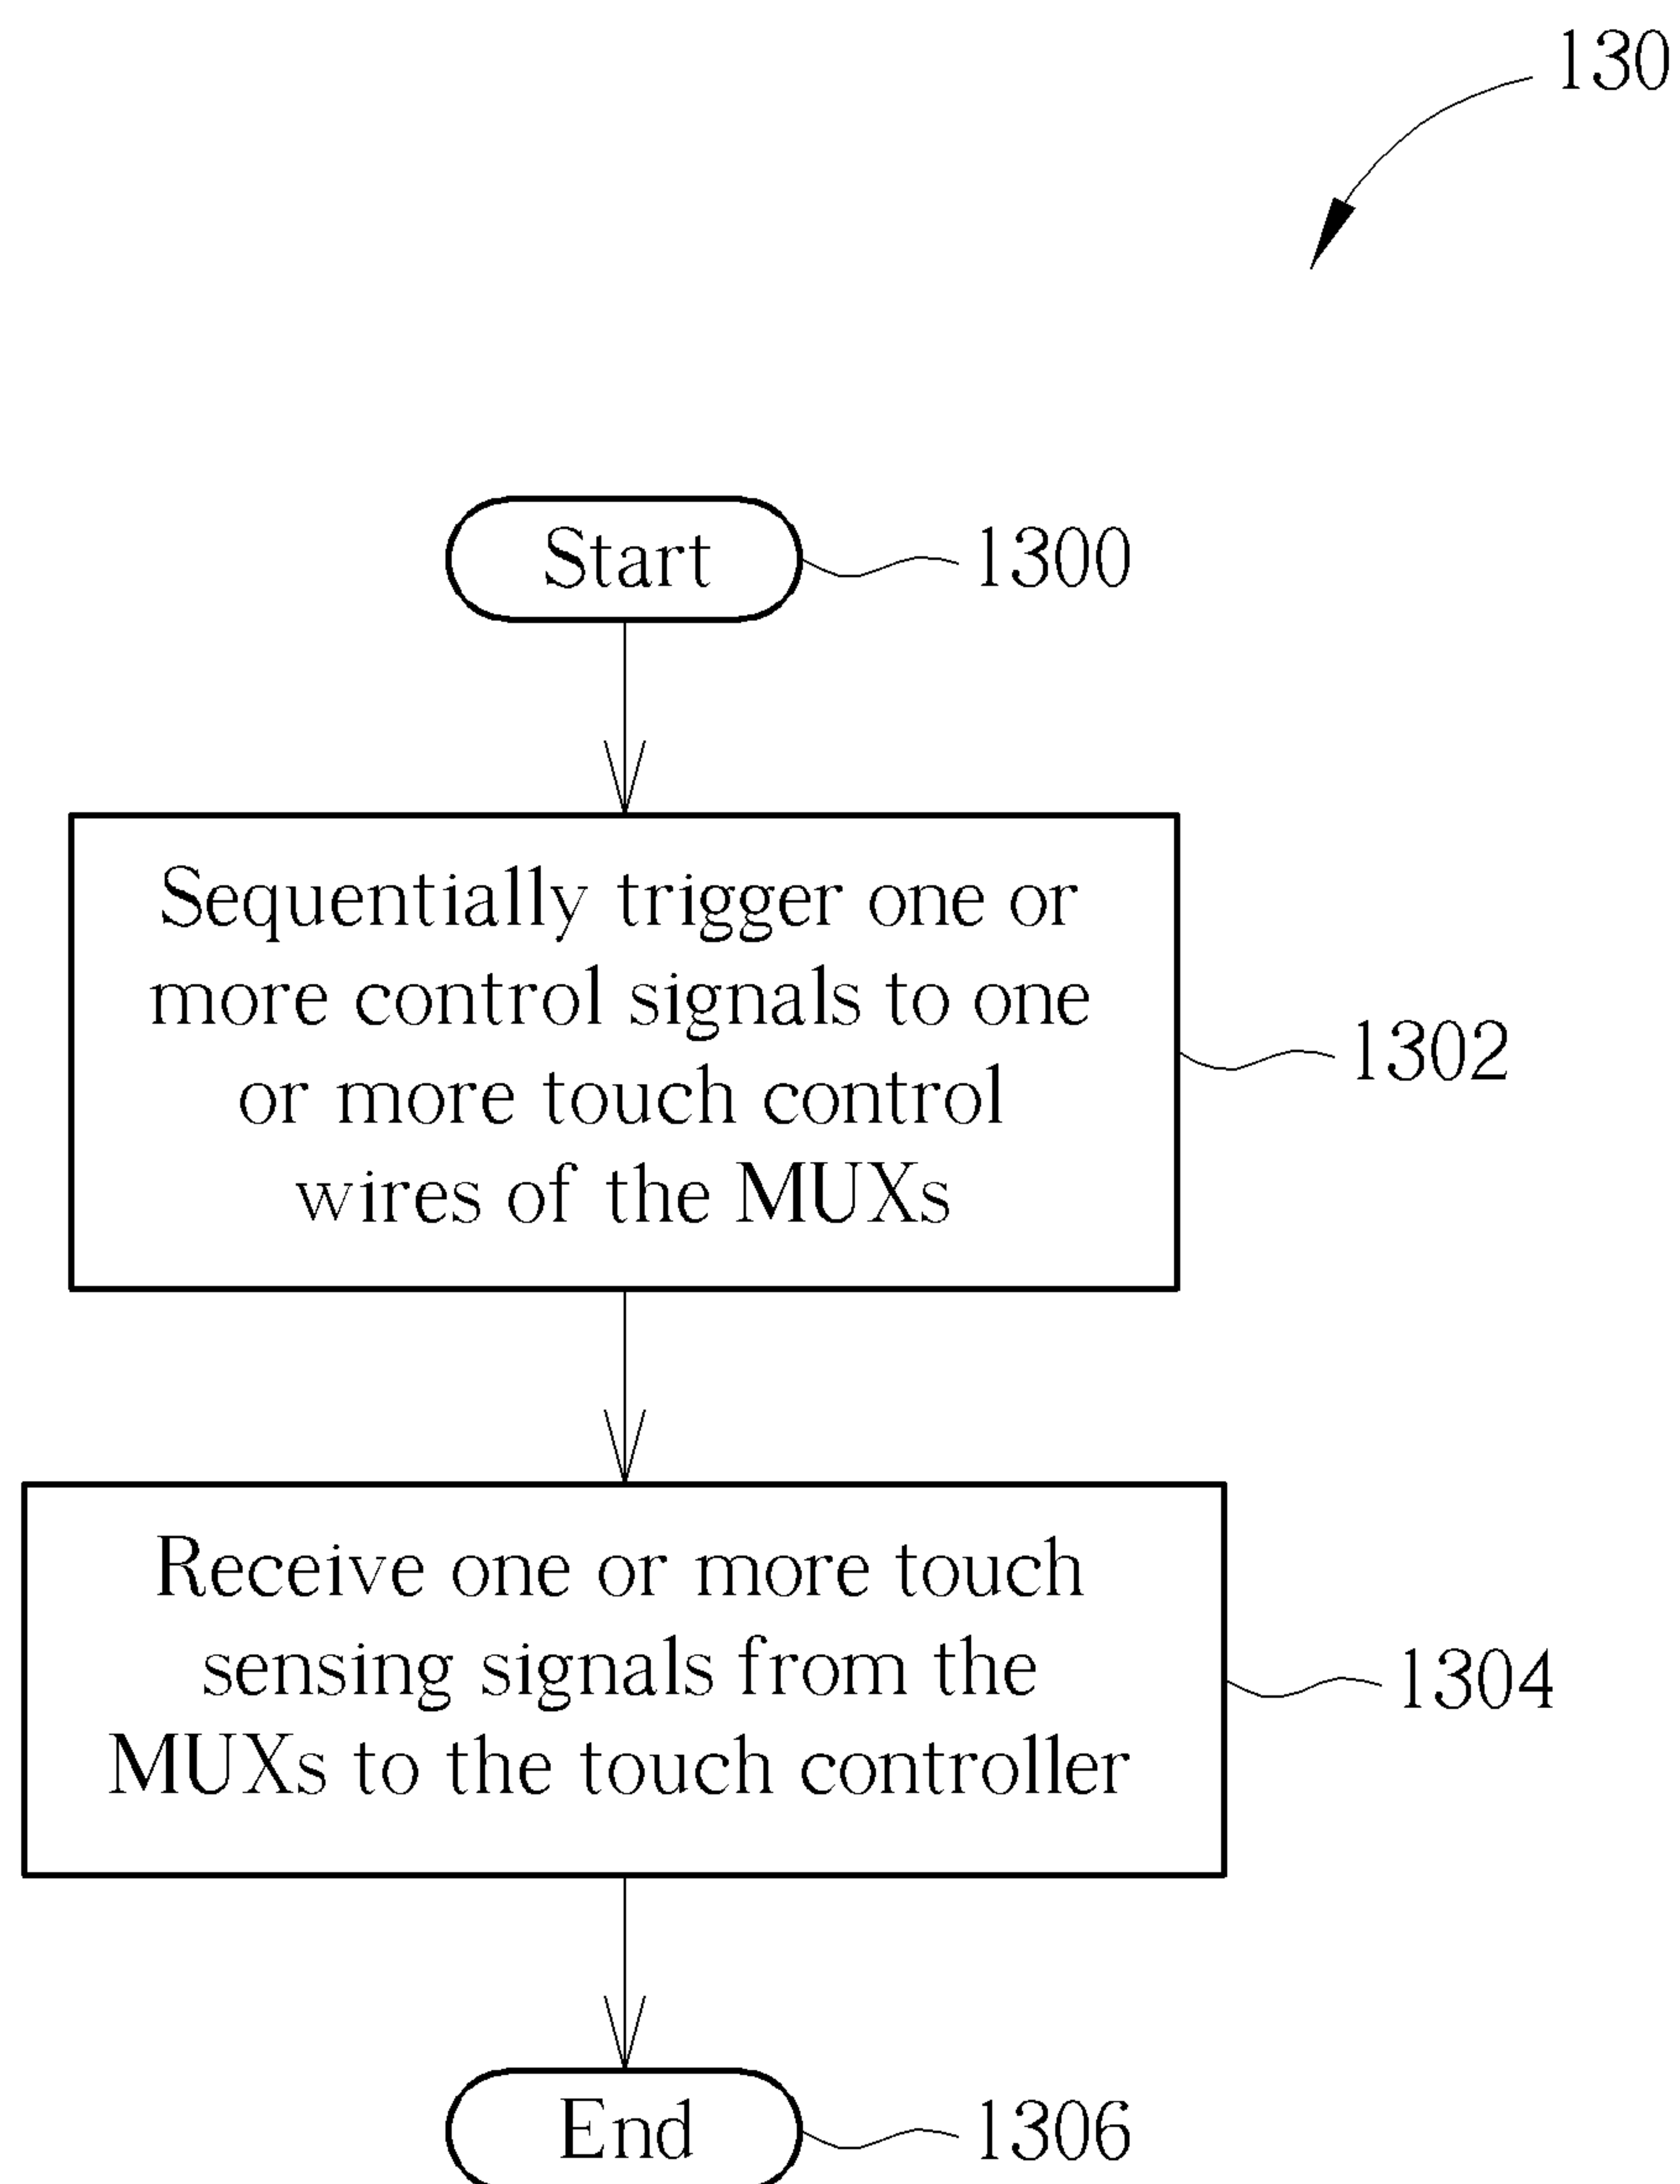 130
Start
1300
Sequentially trigger one or
more control signals to one
or more touch control
wires of the MUXs
1302
Receive one or more touch
sensing signals from the
MUXs to the touch controller
1304
End
1306